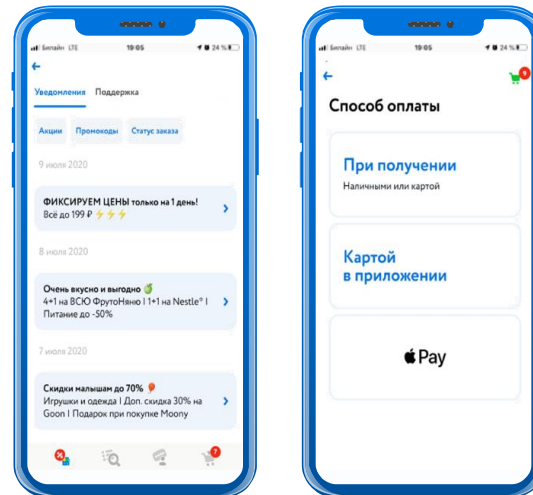 Билайн LTE
19:05
24 %
Уведомления Поддержка
Акции Промокоды Статус заказа
9 июля 2020
ФИКСИРУЕМ ЦЕНЫ только на 1 день!
Всё до 199 ₽ ⚡⚡⚡
8 июля 2020
Очень вкусно и выгодно 🍏
4+1 на ВСЮ ФрутоНяню I 1+1 на Nestle® I
Питание до -50%
7 июля 2020
Скидки малышам до 70% 🎈
Игрушки и одежда I Доп. скидка 30% на
Goon I Подарок при покупке Moony
7
Билайн LTE
19:05
24 %
9
Способ оплаты
При получении
Наличными или картой
Картой
в приложении
Pay